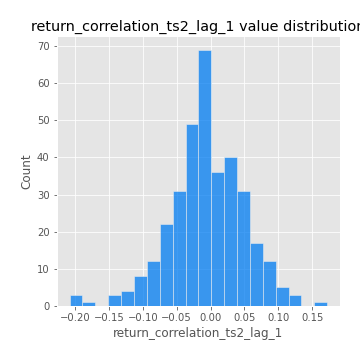 return_correlation_ts2_lag_1 value distribution
70
60
50
40
30
20
10
0
Count
−0.20 −0.15 −0.10 −0.05 0.00 0.05 0.10 0.15
return_correlation_ts2_lag_1